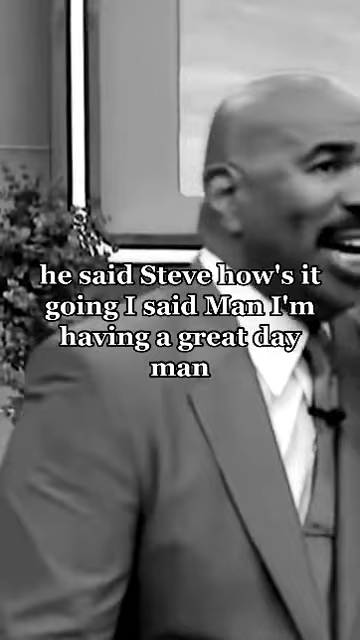 he said Steve how's it
going I said Man I'm
having a great day
man